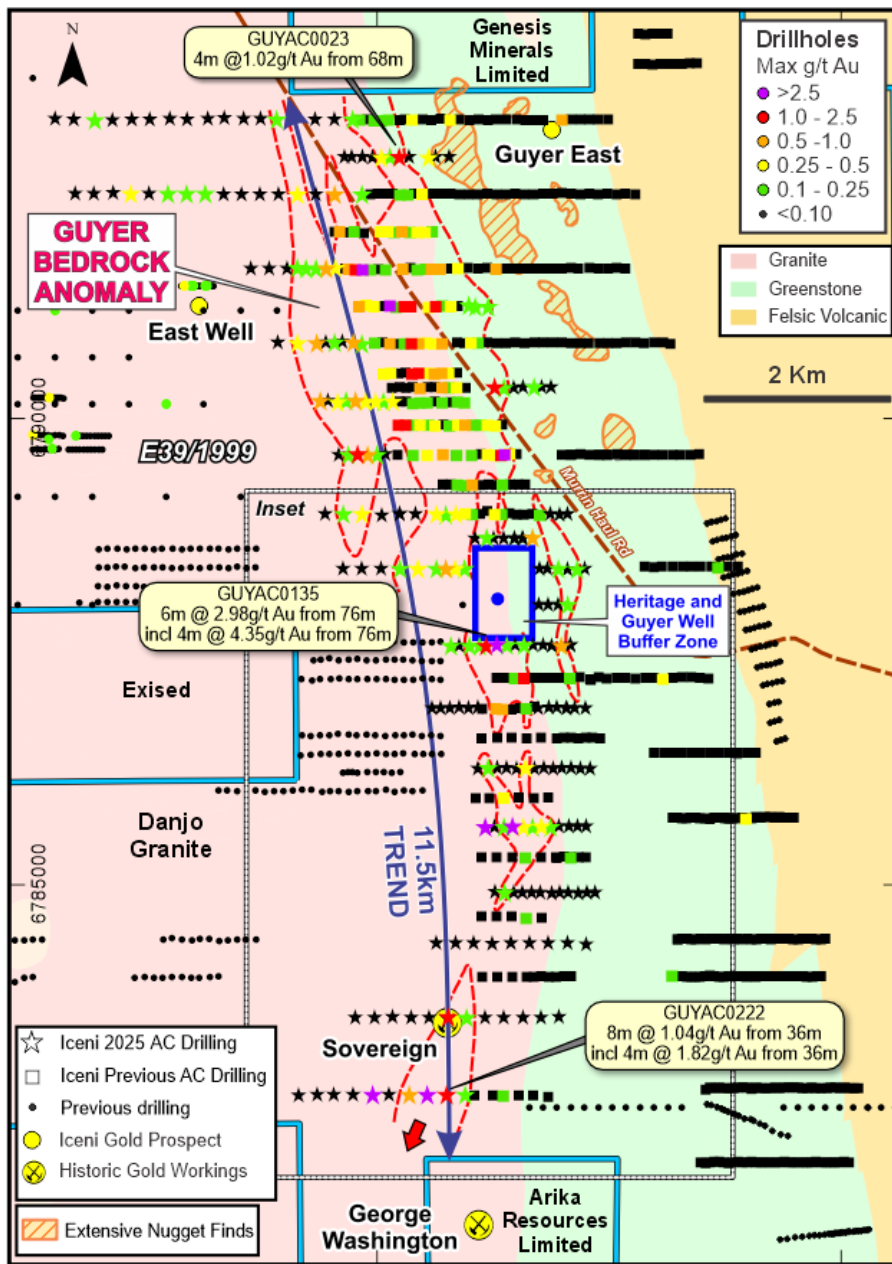 N
GUYAC0023
4m @1.02g/t Au from 68m
Genesis
Minerals
Limited
Drillholes
Max g/t Au
>2.5
1.0 - 2.5
0.5 -1.0
0.25 - 0.5
0.1 - 0.25
<0.10
Guyer East
GUYER
BEDROCK
ANOMALY
Granite
Greenstone
Felsic Volcanic
East Well
2 Km
6790000
E39/1999
Murrin Haul Rd
Inset
GUYAC0135
6m @ 2.98g/t Au from 76m
incl 4m @ 4.35g/t Au from 76m
Heritage and
Guyer Well
Buffer Zone
Exised
Danjo
Granite
11.5km
TREND
6785000
GUYAC0222
8m @ 1.04g/t Au from 36m
incl 4m @ 1.82g/t Au from 36m
Sovereign
Iceni 2025 AC Drilling
Iceni Previous AC Drilling
Previous drilling
Iceni Gold Prospect
Historic Gold Workings
Extensive Nugget Finds
George
Washington
Arika
Resources
Limited